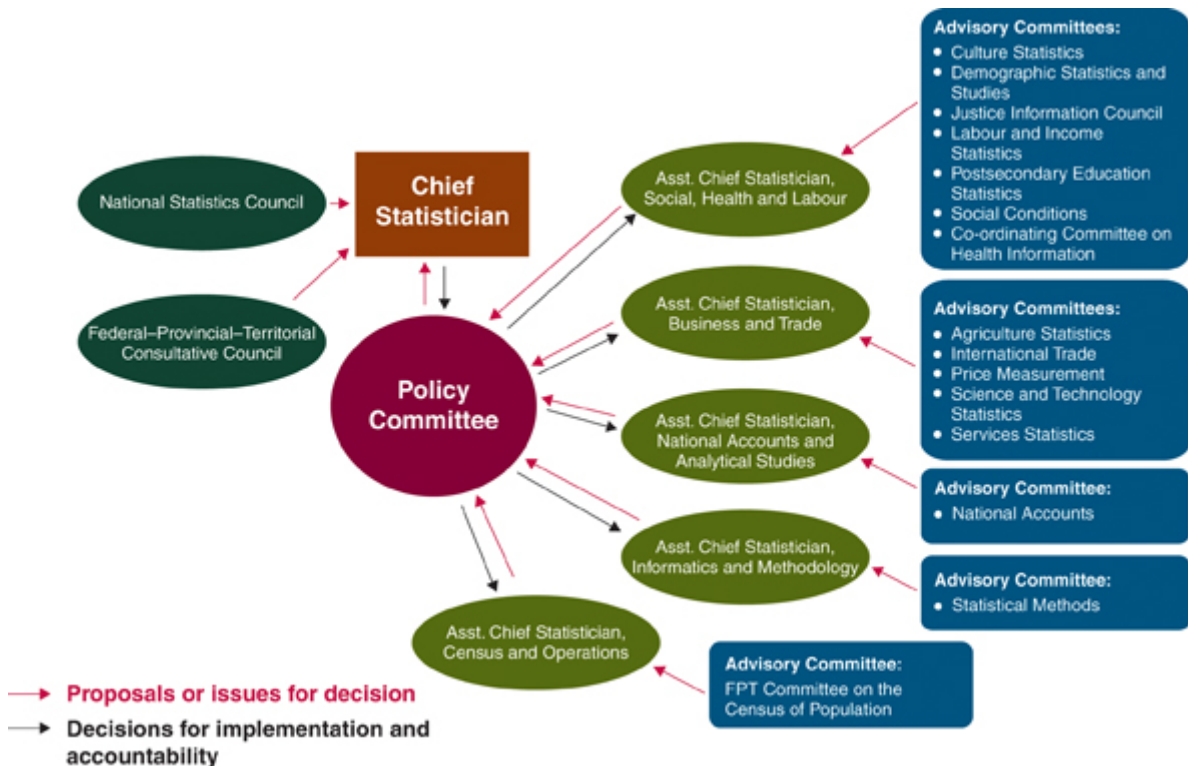 National Statistics Council
Federal–Provincial–Territorial
Consultative Council
Chief
Statistician
Policy
Committee
Asst. Chief Statistician,
Social, Health and Labour
Asst. Chief Statistician,
Business and Trade
Asst. Chief Statistician,
National Accounts and
Analytical Studies
Asst. Chief Statistician,
Informatics and Methodology
Asst. Chief Statistician,
Census and Operations
Advisory Committees:
• Culture Statistics
• Demographic Statistics and
Studies
• Justice Information Council
• Labour and Income
Statistics
• Postsecondary Education
Statistics
• Social Conditions
• Co-ordinating Committee on
Health Information
Advisory Committees:
• Agriculture Statistics
• International Trade
• Price Measurement
• Science and Technology
Statistics
• Services Statistics
Advisory Committee:
• National Accounts
Advisory Committee:
• Statistical Methods
Advisory Committee:
FPT Committee on the
Census of Population
Proposals or issues for decision
Decisions for implementation and
accountability